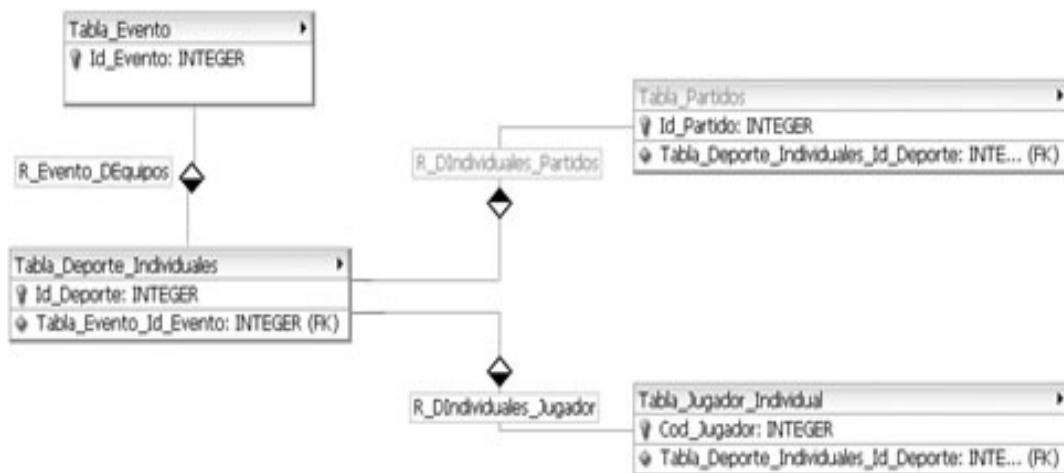 Tabla_Evento
Id_Evento: INTEGER
R_Evento_DEquipos
Tabla_Deporte_Individuales
Id_Deporte: INTEGER
Tabla_Evento_Id_Evento: INTEGER (FK)
R_DIndividuales_Partidos
Tabla_Partidos
Id_Partido: INTEGER
Tabla_Deporte_Individuales_Id_Deporte: INTE... (FK)
R_DIndividuales_Jugador
Tabla_Jugador_Individual
Cod_Jugador: INTEGER
Tabla_Deporte_Individuales_Id_Deporte: INTE... (FK)